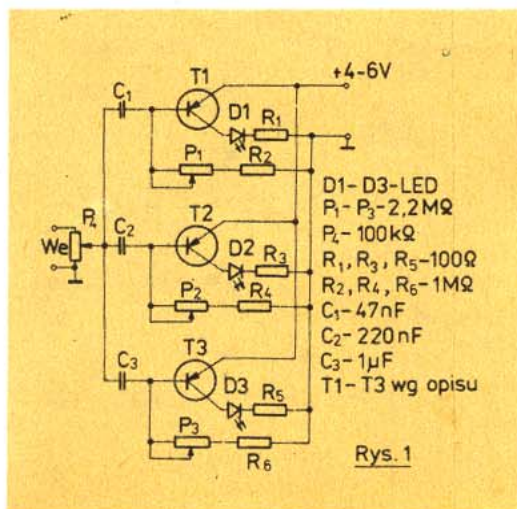 +4-6V
T1
C₁
D1
R₁
P₁
R₂
D1-D3-LED
P₁-P₃-2,2MΩ
P₄-100kΩ
R₁, R₃, R₅-100Ω
R₂, R₄, R₆-1MΩ
C₁-47nF
C₂-220nF
C₃-1μF
T1-T3 wg opisu
P₄
We
C₂
T2
D2
R₃
P₂
R₄
C₃
T3
D3
R₅
P₃
R₆
Rys. 1